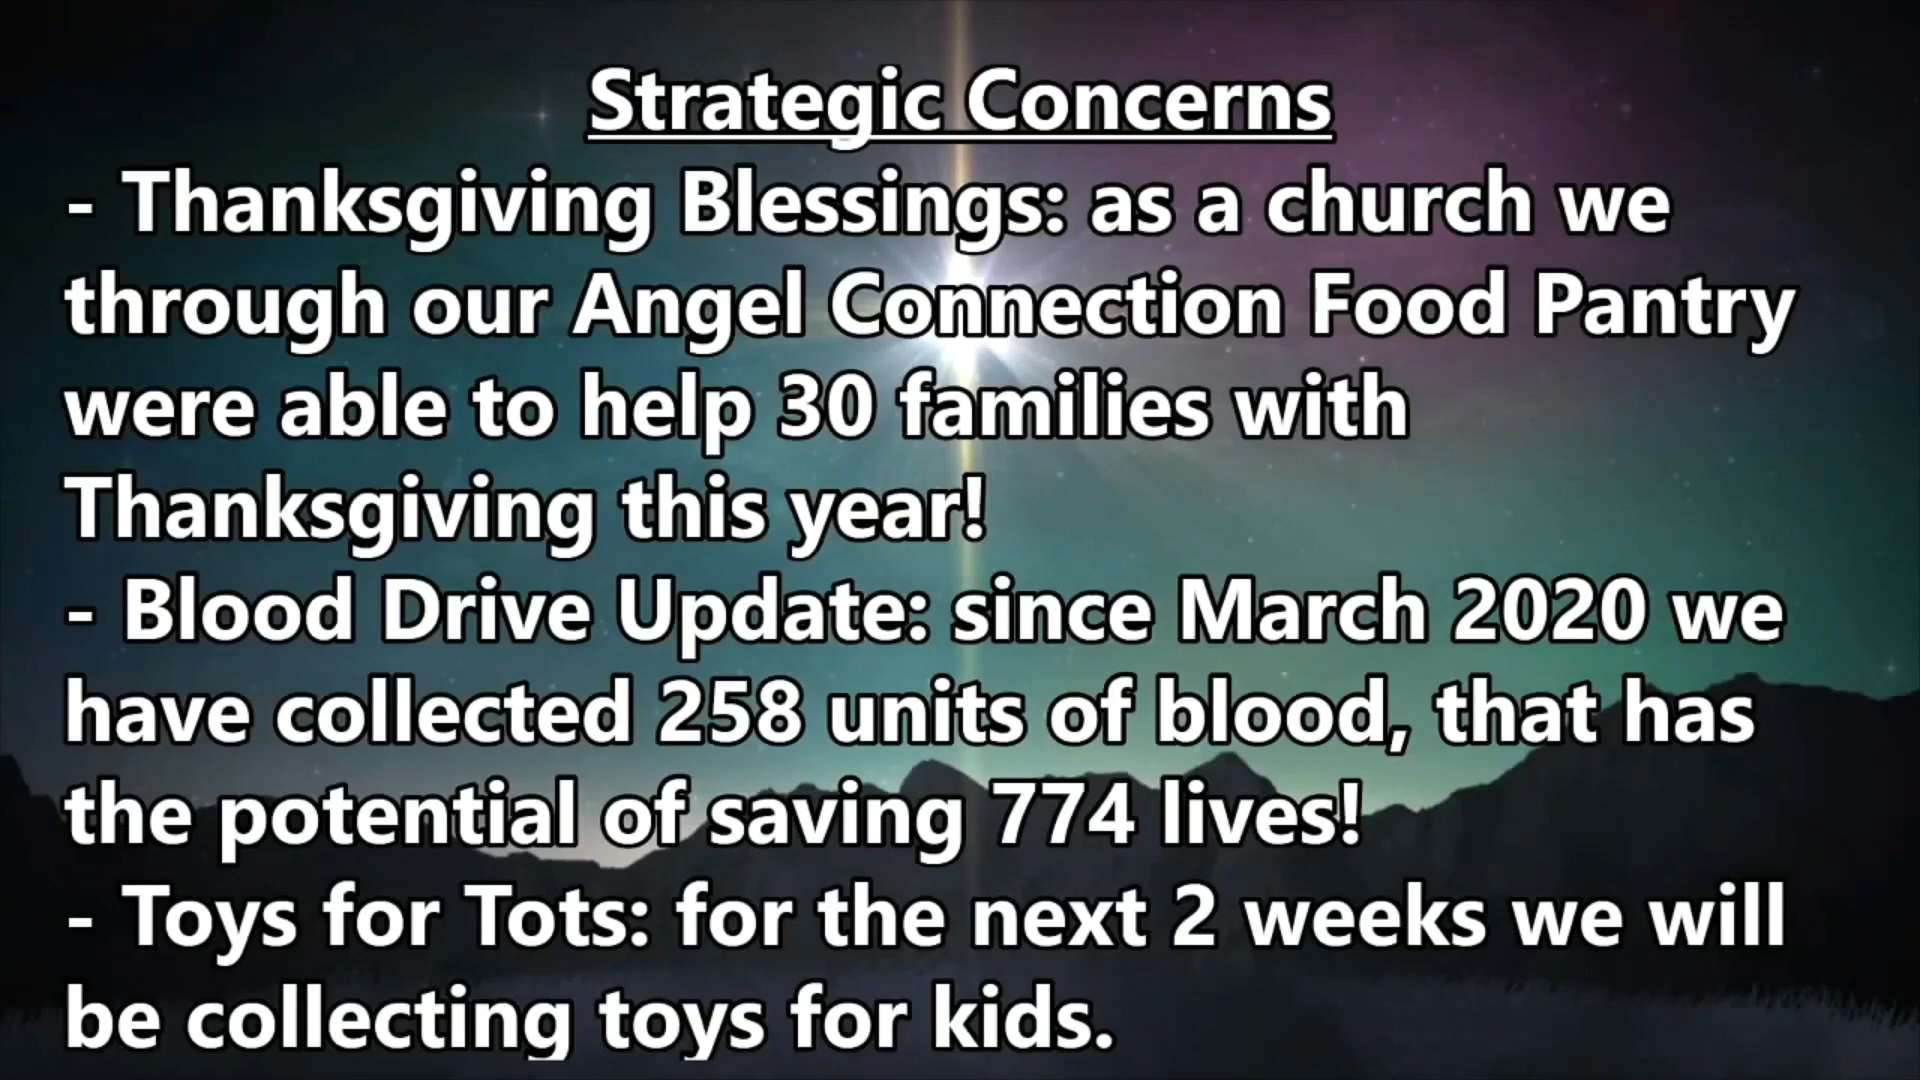 Strategic Concerns
- Thanksgiving Blessings: as a church we
through our Angel Connection Food Pantry
were able to help 30 families with
Thanksgiving this year!
- Blood Drive Update: since March 2020 we
have collected 258 units of blood, that has
the potential of saving 774 lives!
- Toys for Tots: for the next 2 weeks we will
be collecting toys for kids.